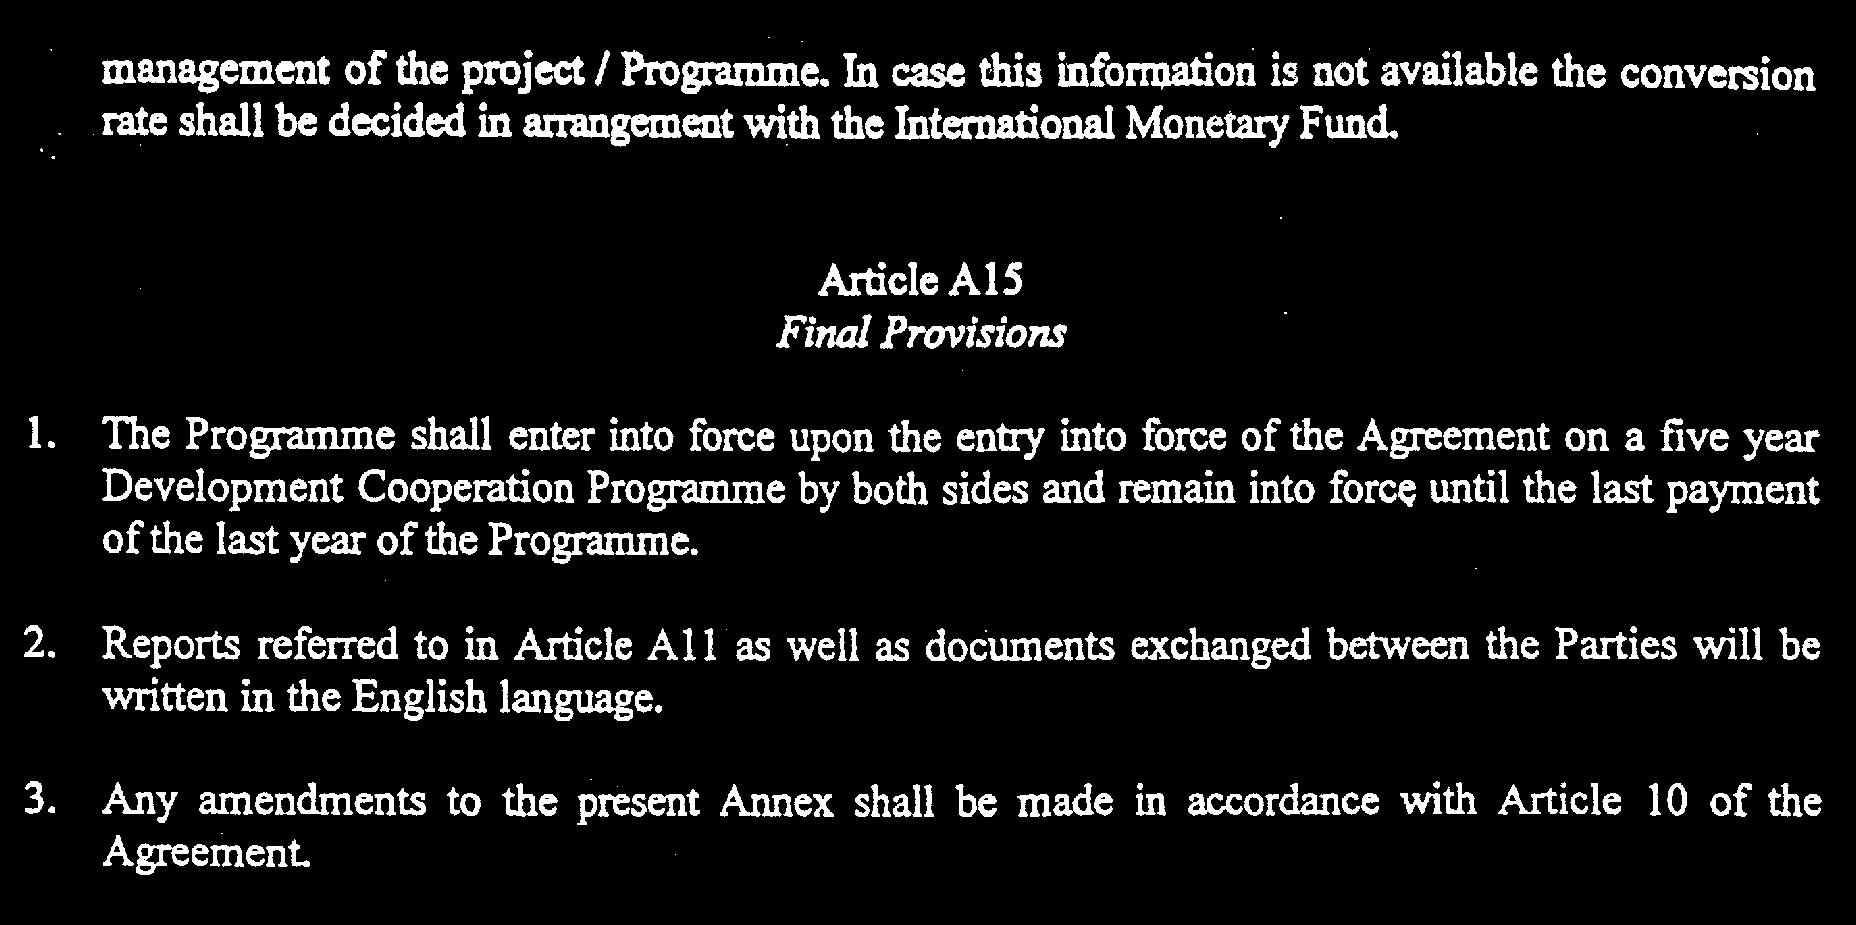 management of the project / Programme. In case this information is not available the conversion
rate shall be decided in arrangement with the International Monetary Fund.
Article A15
Final Provisions
1. The Programme shall enter into force upon the entry into force of the Agreement on a five year
Development Cooperation Programme by both sides and remain into force until the last payment
of the last year of the Programme.
2. Reports referred to in Article A11 as well as documents exchanged between the Parties will be
written in the English language.
3. Any amendments to the present Annex shall be made in accordance with Article 10 of the
Agreement.